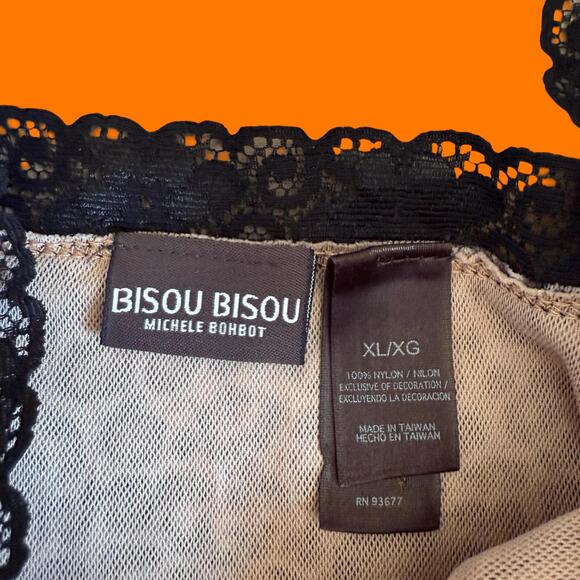 BISOU BISOU
MICHELE BOHBOT
XL/XG
100% NYLON / NILON
EXCLUSIVE OF DECORATION /
EXCLUYENDO LA DECORACION
MADE IN TAIWAN
HECHO EN TAIWAN
RN 93677